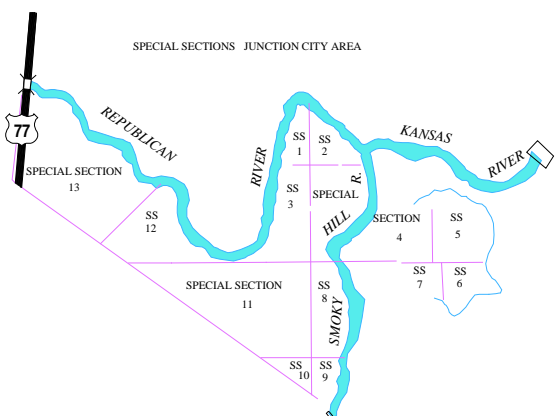 SPECIAL SECTIONS JUNCTION CITY AREA
77
REPUBLICAN
RIVER
KANSAS
RIVER
SS
1
SS
2
SPECIAL SECTION
13
SS
3
SPECIAL
R.
HILL
SMOKY
SECTION
4
SS
5
SS
12
SS
7
SS
6
SPECIAL SECTION
11
SS
8
SS
10
SS
9